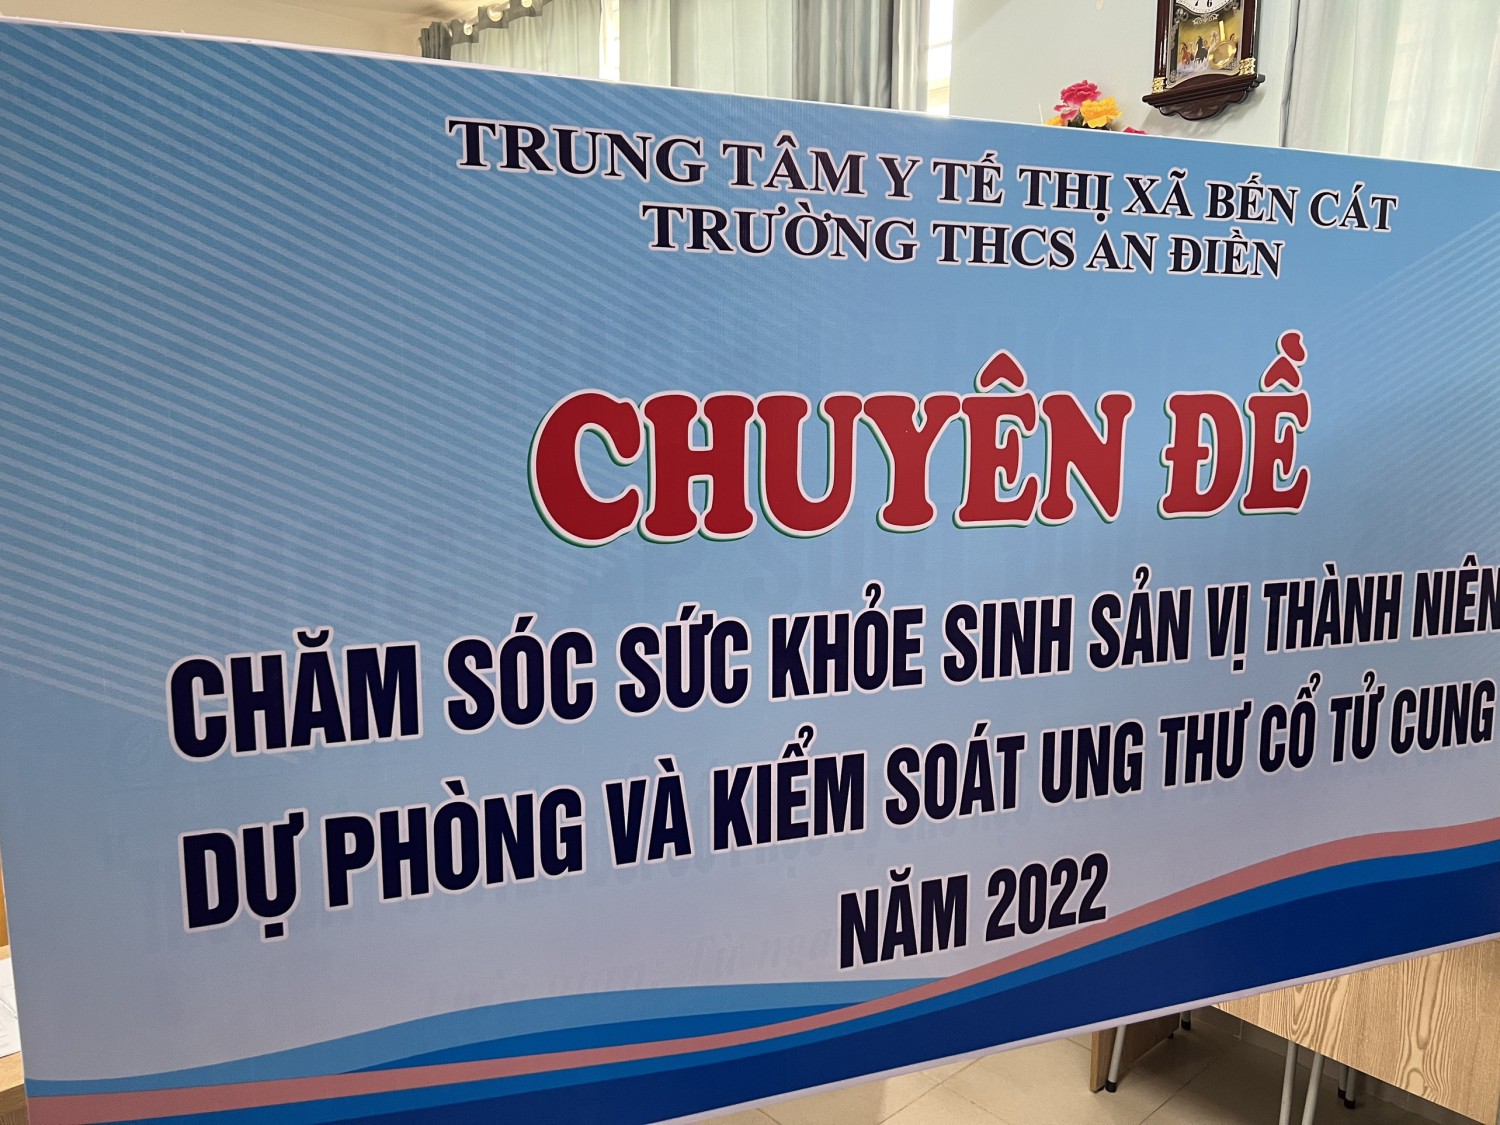 TRUNG TÂM Y TẾ THỊ XÃ BẾN CÁT
TRƯỜNG THCS AN ĐIỀN
CHUYÊN ĐỀ
CHĂM SÓC SỨC KHỎE SINH SẢN VỊ THÀNH NIÊN
DỰ PHÒNG VÀ KIỂM SOÁT UNG THƯ CỔ TỬ CUNG
NĂM 2022